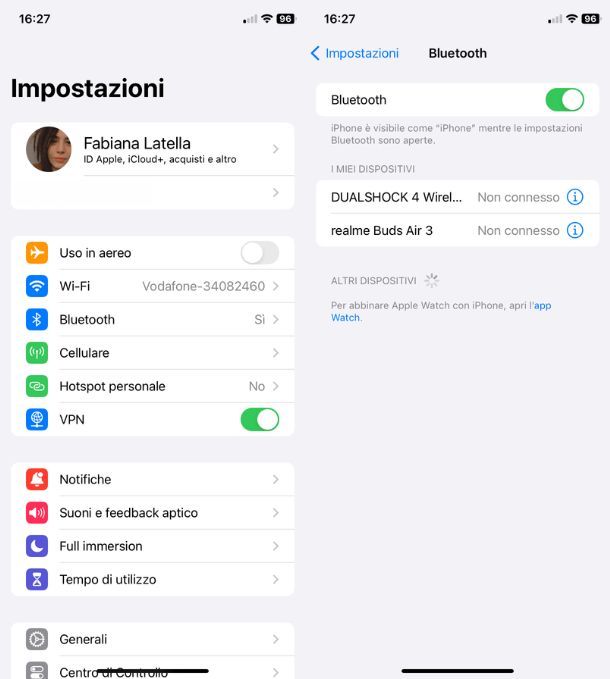 16:27
96
Impostazioni
Fabiana Latella
ID Apple, iCloud+, acquisti e altro
Uso in aereo
Wi-Fi Vodafone-34082460
Bluetooth Sì
Cellulare
Hotspot personale No
VPN
Notifiche
Suoni e feedback aptico
Full immersion
Tempo di utilizzo
Generali
Centro di Controllo
16:27
96
Impostazioni Bluetooth
Bluetooth
iPhone è visibile come “iPhone” mentre le impostazioni
Bluetooth sono aperte.
I MIEI DISPOSITIVI
DUALSHOCK 4 Wirel... Non connesso
realme Buds Air 3 Non connesso
ALTRI DISPOSITIVI
Per abbinare Apple Watch con iPhone, apri l'app
Watch.